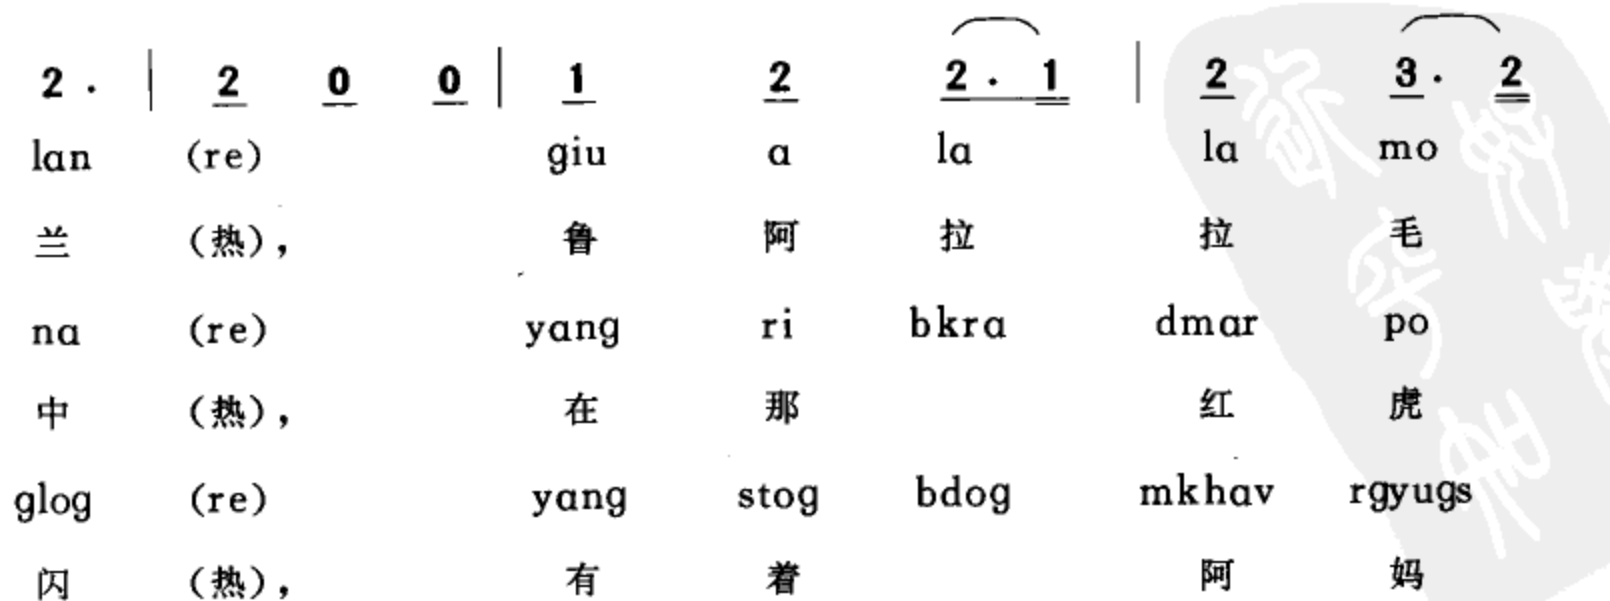 2 . | 2 0 0 | 1 2 2 . 1 | 2 3 . 2
lan (re) giu a la la mo
兰 (热)， 鲁 阿 拉 拉 毛
na (re) yang ri bkra dmar po
中 (热)， 在 那 红 虎
glog (re) yang stog bdog mkhav rgyugs
闪 (热)， 有 着 阿 妈